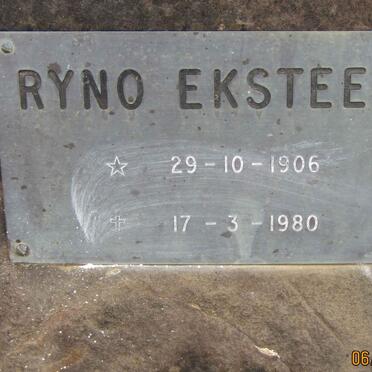 RYNO EKSTEE
☆ 29-10-1906
✝ 17-3-1980
06